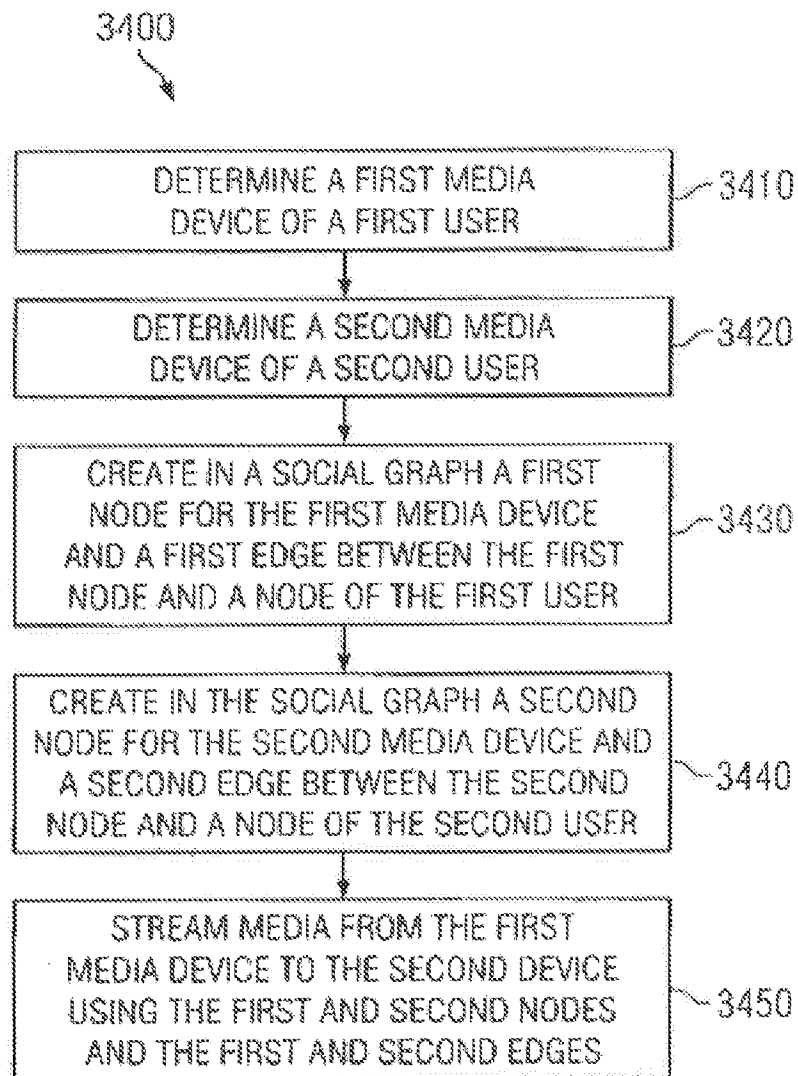 3400
DETERMINE A FIRST MEDIA
DEVICE OF A FIRST USER
3410
DETERMINE A SECOND MEDIA
DEVICE OF A SECOND USER
3420
CREATE IN A SOCIAL GRAPH A FIRST
NODE FOR THE FIRST MEDIA DEVICE
AND A FIRST EDGE BETWEEN THE FIRST
NODE AND A NODE OF THE FIRST USER
3430
CREATE IN THE SOCIAL GRAPH A SECOND
NODE FOR THE SECOND MEDIA DEVICE AND
A SECOND EDGE BETWEEN THE SECOND
NODE AND A NODE OF THE SECOND USER
3440
STREAM MEDIA FROM THE FIRST
MEDIA DEVICE TO THE SECOND DEVICE
USING THE FIRST AND SECOND NODES
AND THE FIRST AND SECOND EDGES
3450